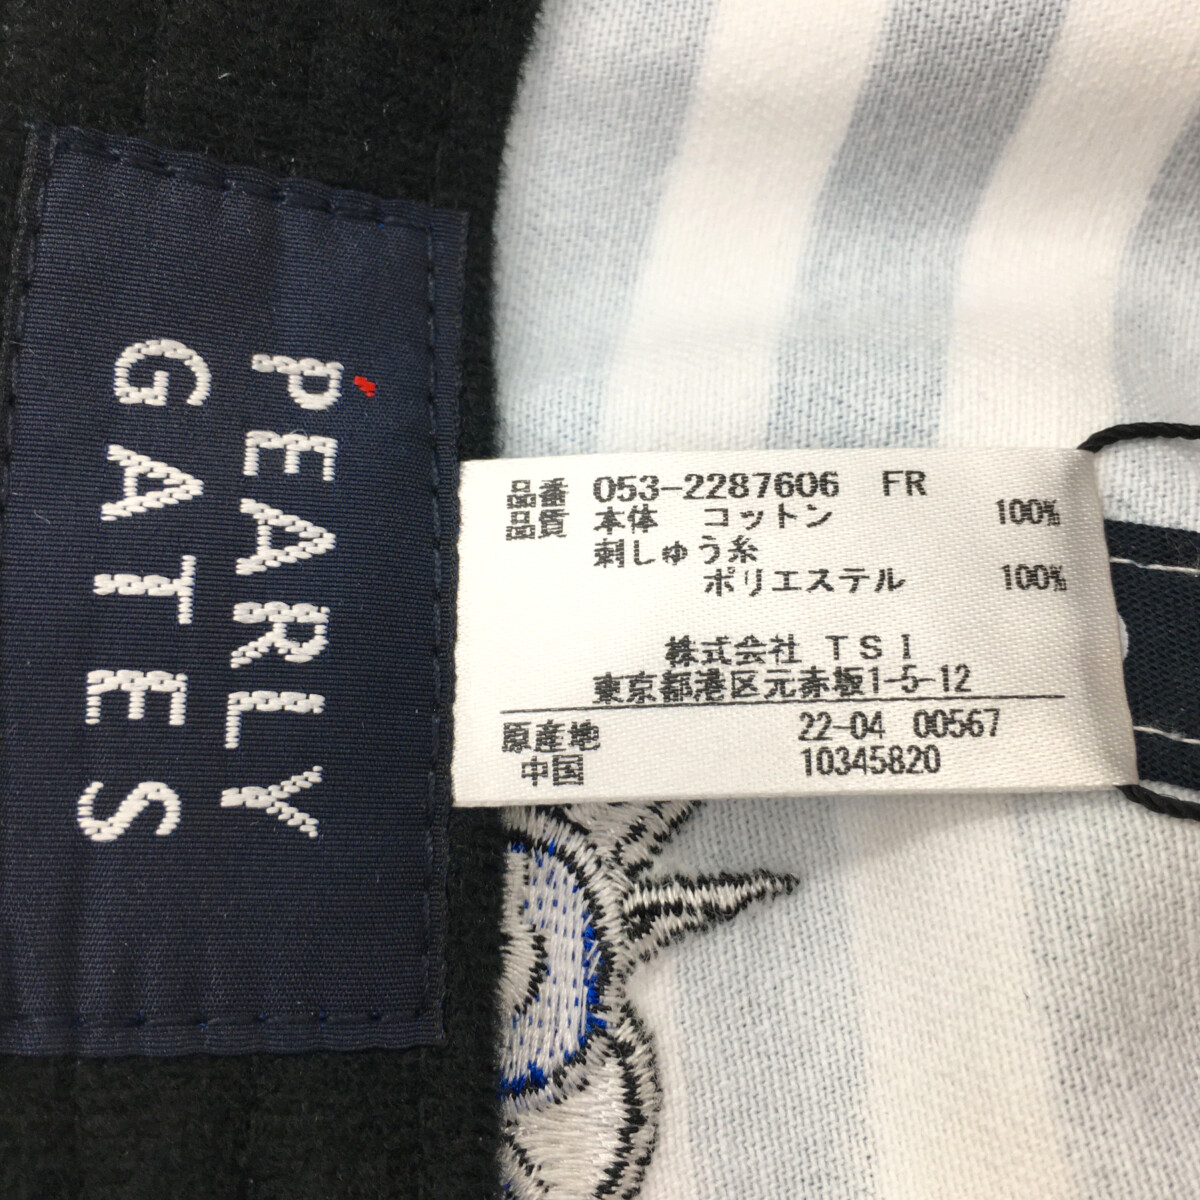 PEARLY
GATES
品番 053-2287606 FR
品質 本体 コットン 100%
刺しゅう糸
ポリエステル 100%
株式会社 TSI
東京都港区元赤坂1-5-12
原産地 22-04 00567
中国 10345820